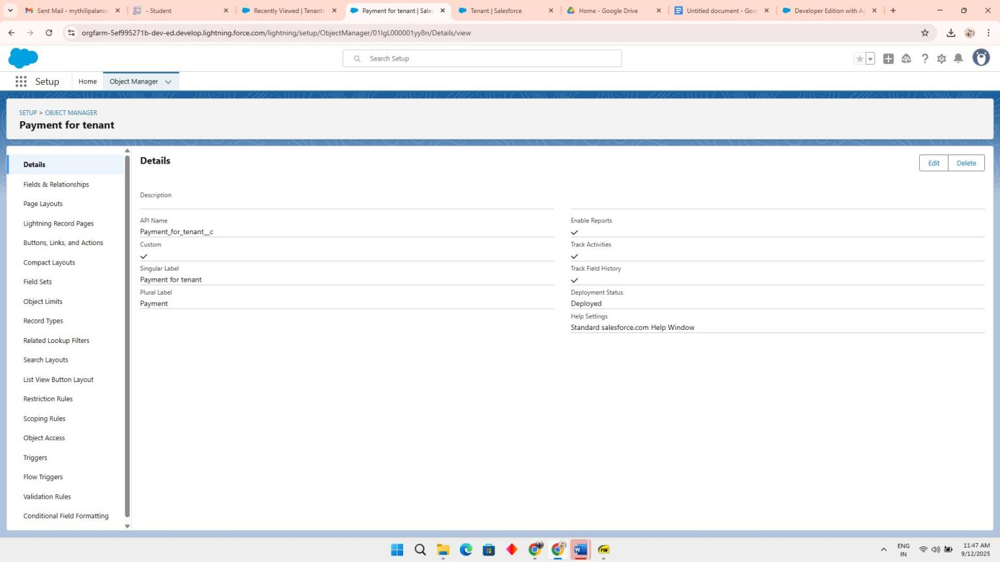 Sent Mail - mythilipalanis
- Student
Recently Viewed | Tenants
Payment for tenant | Sales
Tenant | Salesforce
Home - Google Drive
Untitled document - Goo
Developer Edition with Ag
orgfarm-5ef995271b-dev-ed.develop.lightning.force.com/lightning/setup/ObjectManager/01IgL000001yy8n/Details/view
Search Setup
Setup
Home
Object Manager
SETUP > OBJECT MANAGER
Payment for tenant
Details
Fields & Relationships
Page Layouts
Lightning Record Pages
Buttons, Links, and Actions
Compact Layouts
Field Sets
Object Limits
Record Types
Related Lookup Filters
Search Layouts
List View Button Layout
Restriction Rules
Scoping Rules
Object Access
Triggers
Flow Triggers
Validation Rules
Conditional Field Formatting
Details
Edit
Delete
Description
API Name
Payment_for_tenant__c
Custom
Singular Label
Payment for tenant
Plural Label
Payment
Enable Reports
Track Activities
Track Field History
Deployment Status
Deployed
Help Settings
Standard salesforce.com Help Window
ENG
IN
11:47 AM
9/12/2025